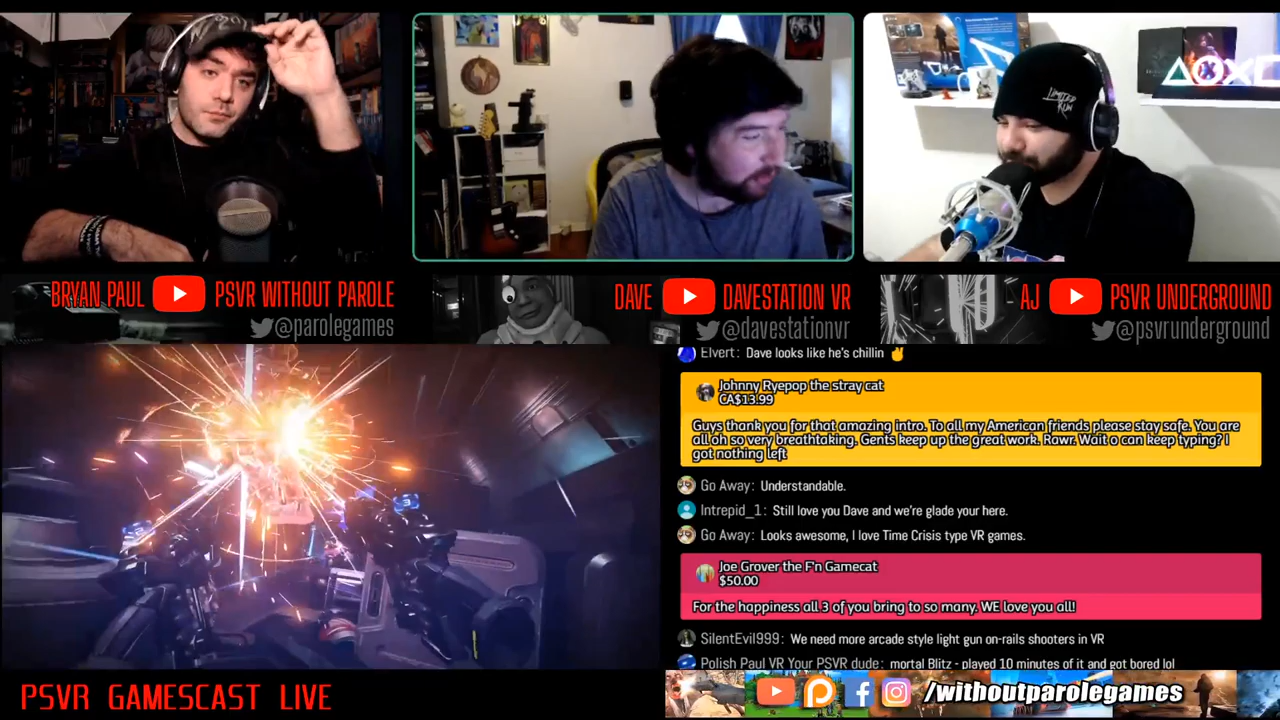 LIMITED
RUN
BRYAN PAUL PSVR WITHOUT PAROLE
@parolegames
DAVE DAVESTATION VR
@davestationvr
AJ PSVR UNDERGROUND
@psvrunderground
Elvert: Dave looks like he's chillin ✌
Johnny Ryepop the stray cat
CA$13.99
Guys thank you for that amazing intro. To all my American friends please stay safe. You are
all oh so very breathtaking. Gents keep up the great work. Rawr. Wait o can keep typing? I
got nothing left
Go Away: Understandable.
Intrepid_1: Still love you Dave and we're glade your here.
Go Away: Looks awesome, I love Time Crisis type VR games.
Joe Grover the F'n Gamecat
$50.00
For the happiness all 3 of you bring to so many. WE love you all!
SilentEvil999: We need more arcade style light gun on-rails shooters in VR
Polish Paul VR Your PSVR dude: mortal Blitz - played 10 minutes of it and got bored lol
3
PSVR GAMESCAST LIVE
/withoutparolegames